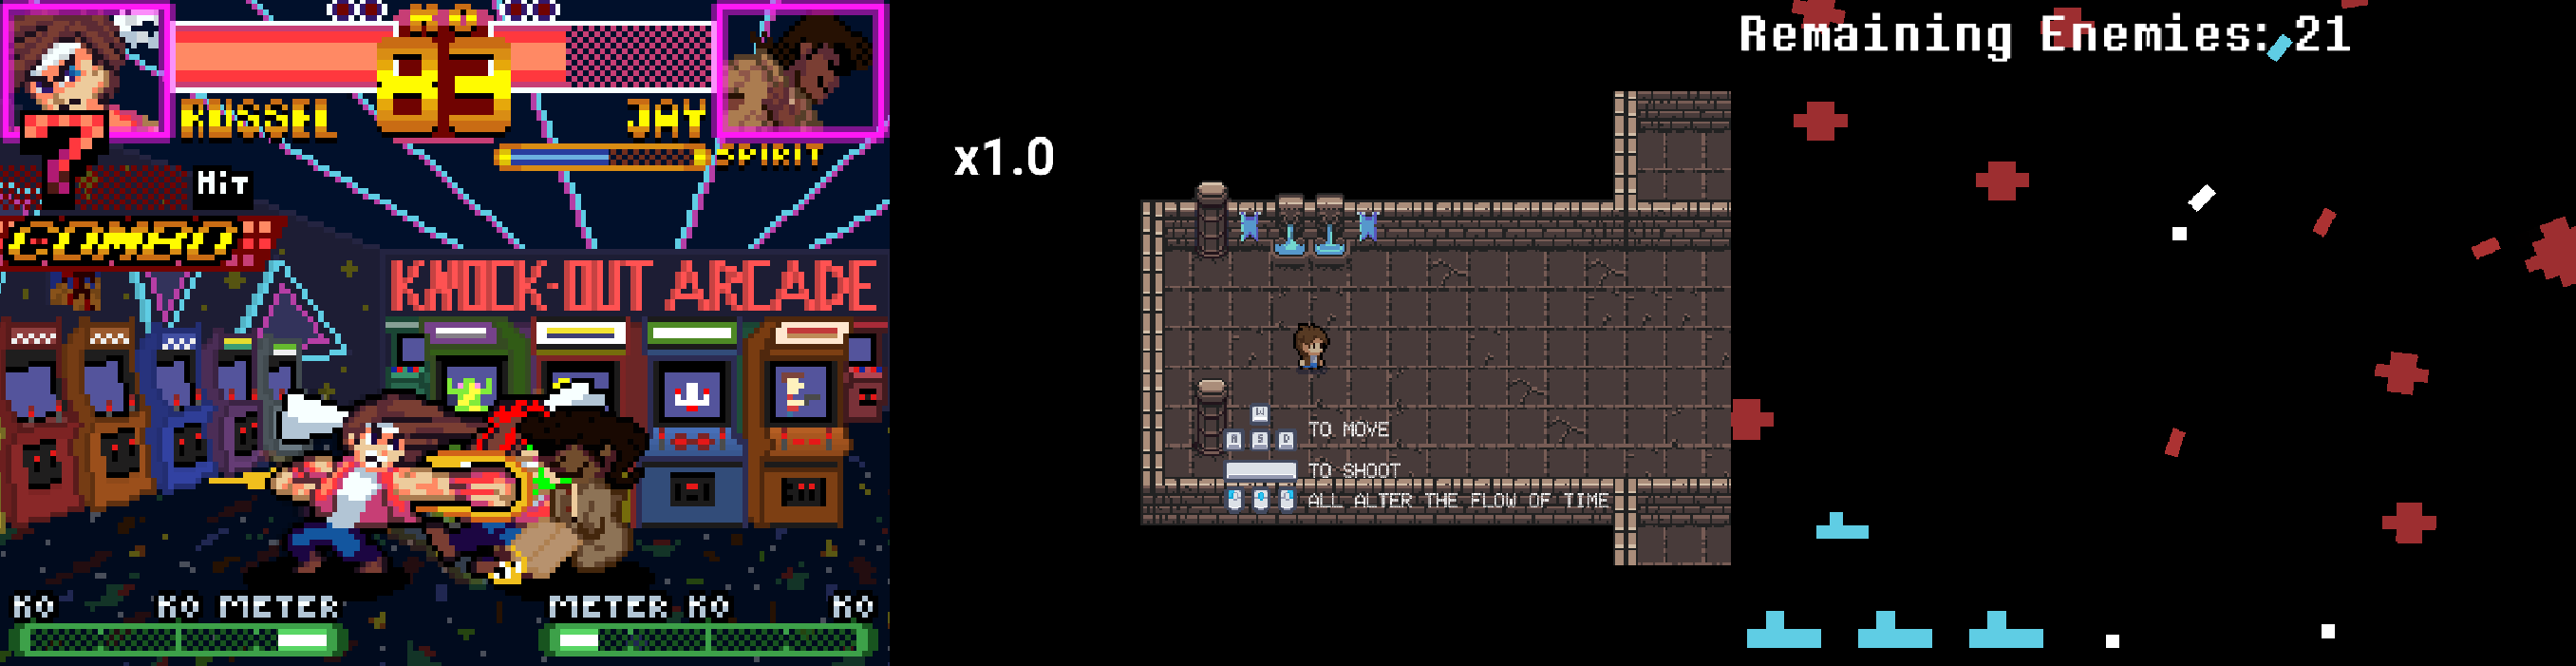 RUSSEL
83
JAY
SPIRIT
?
Hit
COMBO
KNOCK-OUT ARCADE
KO
KO METER
METER KO
KO
x1.0
W
A S D
TO MOVE
TO SHOOT
ALL ALTER THE FLOW OF TIME
Remaining Enemies: 21